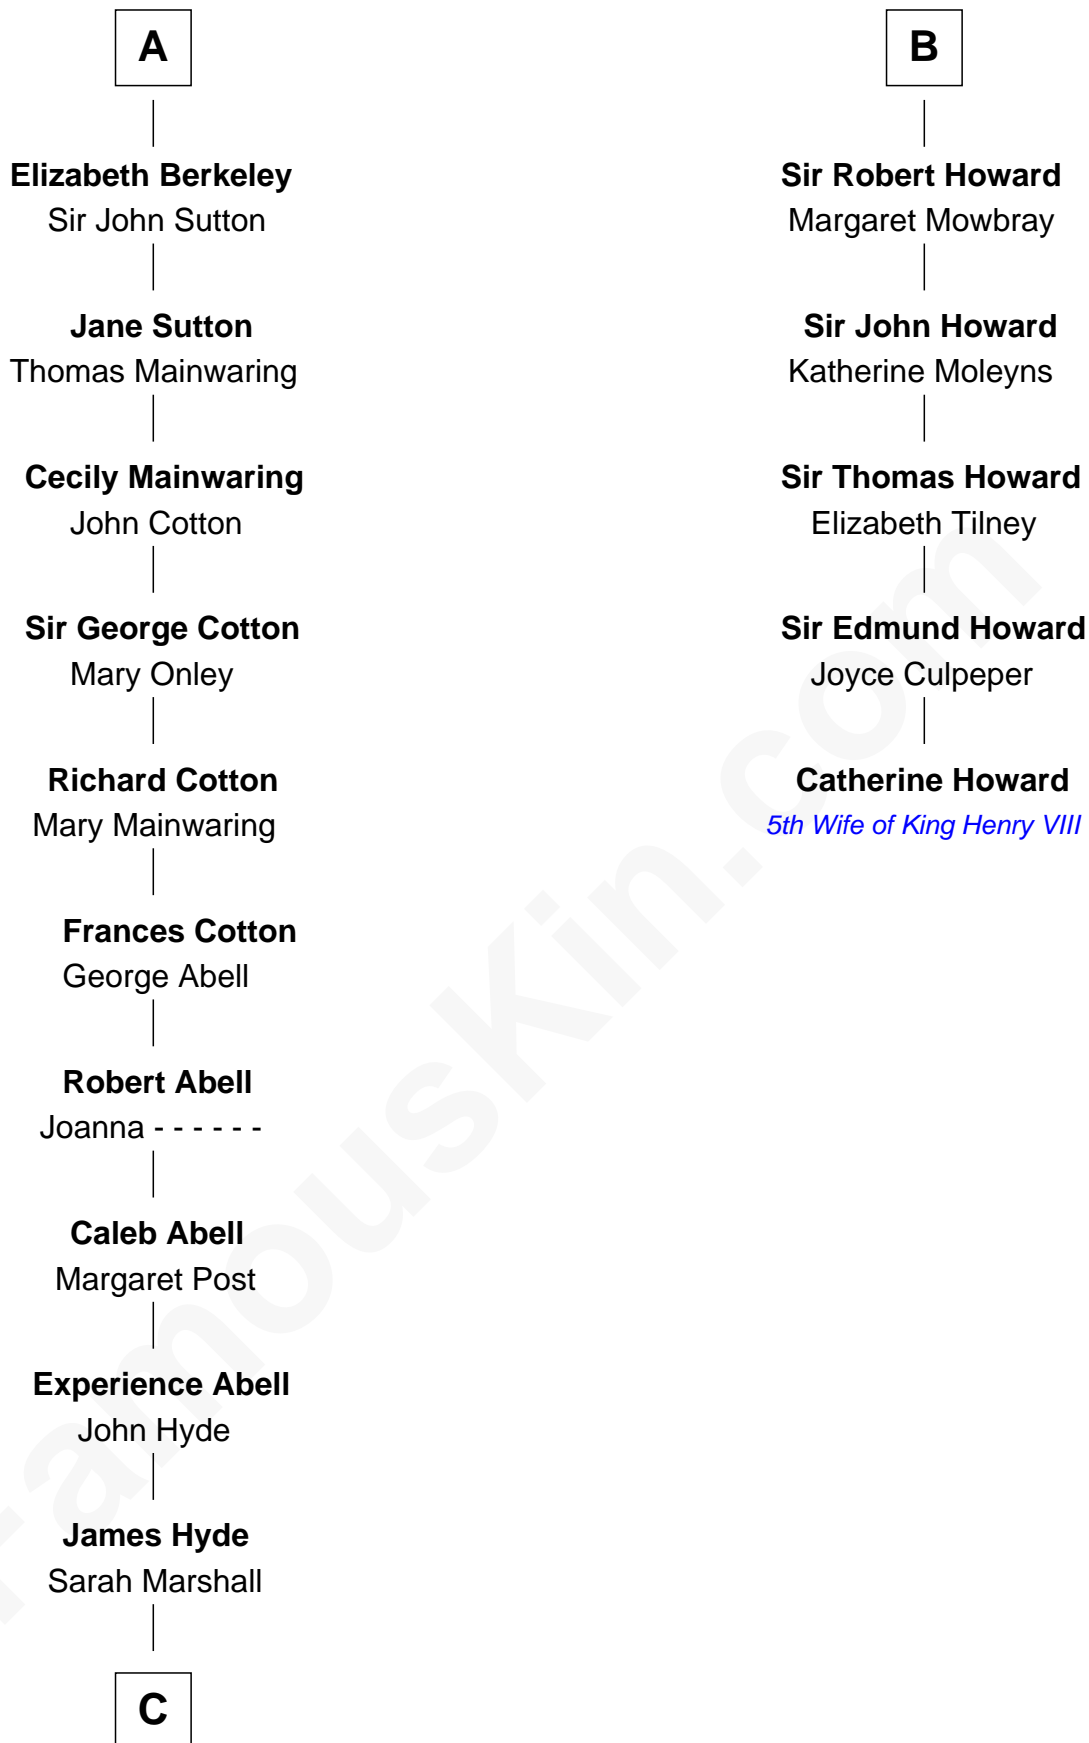 A
Elizabeth Berkeley
Sir John Sutton
Jane Sutton
Thomas Mainwaring
Cecily Mainwaring
John Cotton
Sir George Cotton
Mary Onley
Richard Cotton
Mary Mainwaring
Frances Cotton
George Abell
Robert Abell
Joanna - - - - - -
Caleb Abell
Margaret Post
Experience Abell
John Hyde
James Hyde
Sarah Marshall
C
B
Sir Robert Howard
Margaret Mowbray
Sir John Howard
Katherine Moleyns
Sir Thomas Howard
Elizabeth Tilney
Sir Edmund Howard
Joyce Culpeper
Catherine Howard
5th Wife of King Henry VIII
FamousKin.com